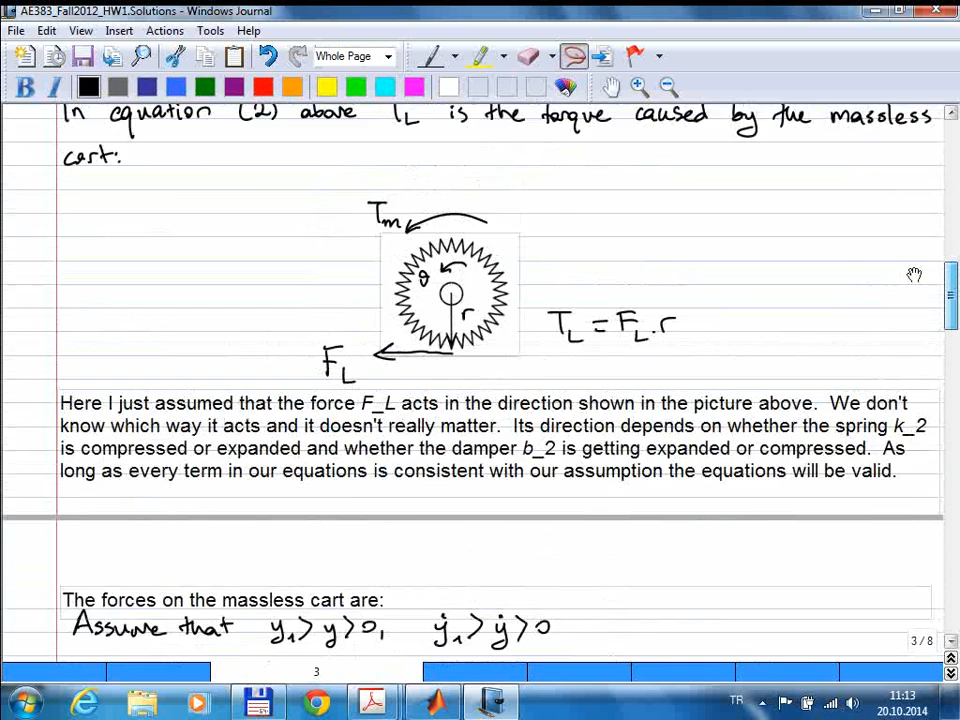 AE383_Fall2012_HW1.Solutions - Windows Journal
File Edit View Insert Actions Tools Help
Whole Page
B I
In equation (2) above T_L is the torque caused by the massless
cart:
T_m
θ
r
F_L
T_L = F_L . r
Here I just assumed that the force F_L acts in the direction shown in the picture above. We don't
know which way it acts and it doesn't really matter. Its direction depends on whether the spring k_2
is compressed or expanded and whether the damper b_2 is getting expanded or compressed. As
long as every term in our equations is consistent with our assumption the equations will be valid.
The forces on the massless cart are:
Assume that y₁ > y > 0, ẏ₁ > ẏ > 0
3 / 8
3
TR
11:13
20.10.2014